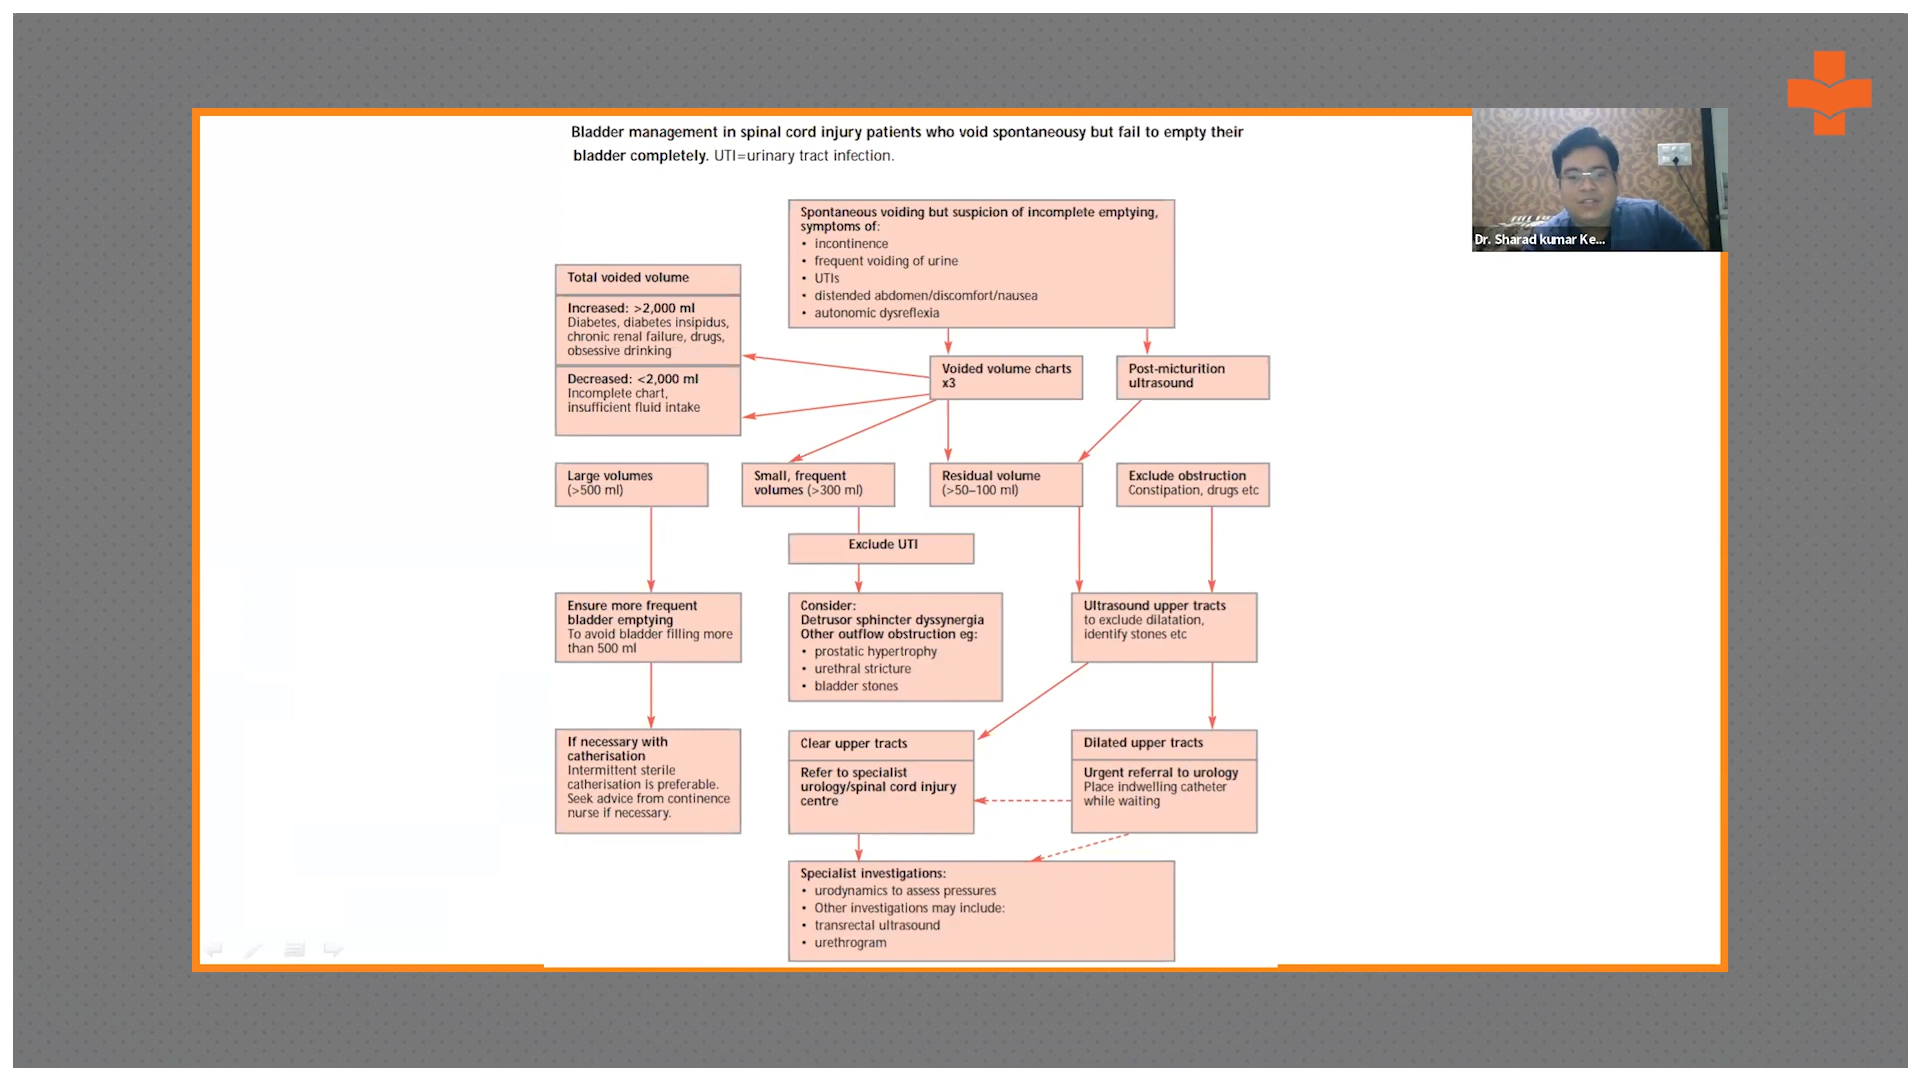 Bladder management in spinal cord injury patients who void spontaneousy but fail to empty their
bladder completely. UTI=urinary tract infection.
Dr. Sharad kumar Ke...
Spontaneous voiding but suspicion of incomplete emptying,
symptoms of:
• incontinence
• frequent voiding of urine
• UTIs
• distended abdomen/discomfort/nausea
• autonomic dysreflexia
Total voided volume
Increased: >2,000 ml
Diabetes, diabetes insipidus,
chronic renal failure, drugs,
obsessive drinking
Decreased: <2,000 ml
Incomplete chart,
insufficient fluid intake
Voided volume charts
x3
Post-micturition
ultrasound
Large volumes
(>500 ml)
Small, frequent
volumes (>300 ml)
Residual volume
(>50–100 ml)
Exclude obstruction
Constipation, drugs etc
Exclude UTI
Ensure more frequent
bladder emptying
To avoid bladder filling more
than 500 ml
Consider:
Detrusor sphincter dyssynergia
Other outflow obstruction eg:
• prostatic hypertrophy
• urethral stricture
• bladder stones
Ultrasound upper tracts
to exclude dilatation,
identify stones etc
If necessary with
catherisation
Intermittent sterile
catherisation is preferable.
Seek advice from continence
nurse if necessary.
Clear upper tracts
Refer to specialist
urology/spinal cord injury
centre
Dilated upper tracts
Urgent referral to urology
Place indwelling catheter
while waiting
Specialist investigations:
• urodynamics to assess pressures
• Other investigations may include:
• transrectal ultrasound
• urethrogram